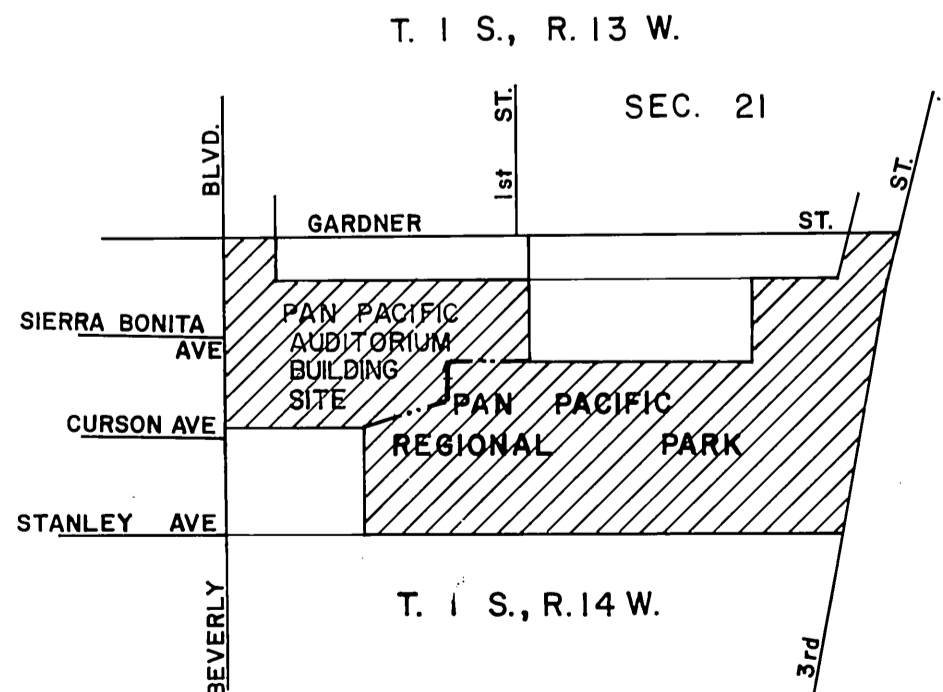 T. 1 S., R. 13 W.
SEC. 21
BLVD.
1st ST.
ST.
GARDNER ST.
SIERRA BONITA
AVE
PAN PACIFIC
AUDITORIUM
BUILDING
SITE
CURSON AVE
PAN PACIFIC
REGIONAL PARK
STANLEY AVE
T. 1 S., R. 14 W.
BEVERLY
3rd